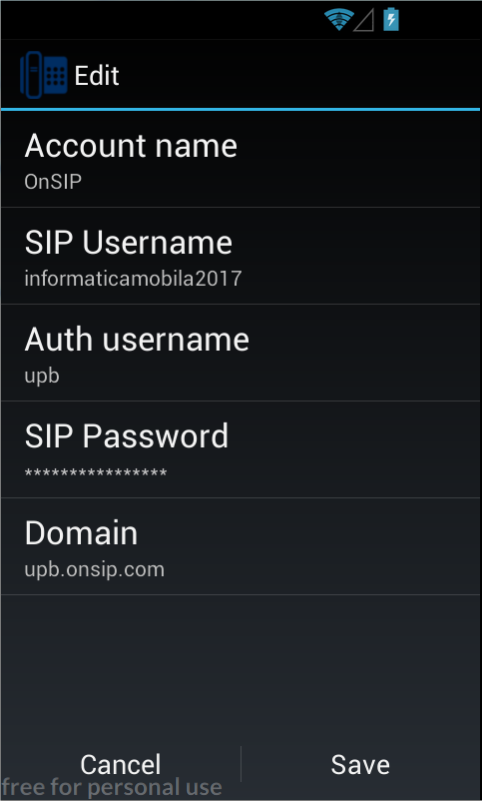 Edit
Account name
OnSIP
SIP Username
informaticamobila2017
Auth username
upb
SIP Password
****************
Domain
upb.onsip.com
Cancel Save
free for personal use